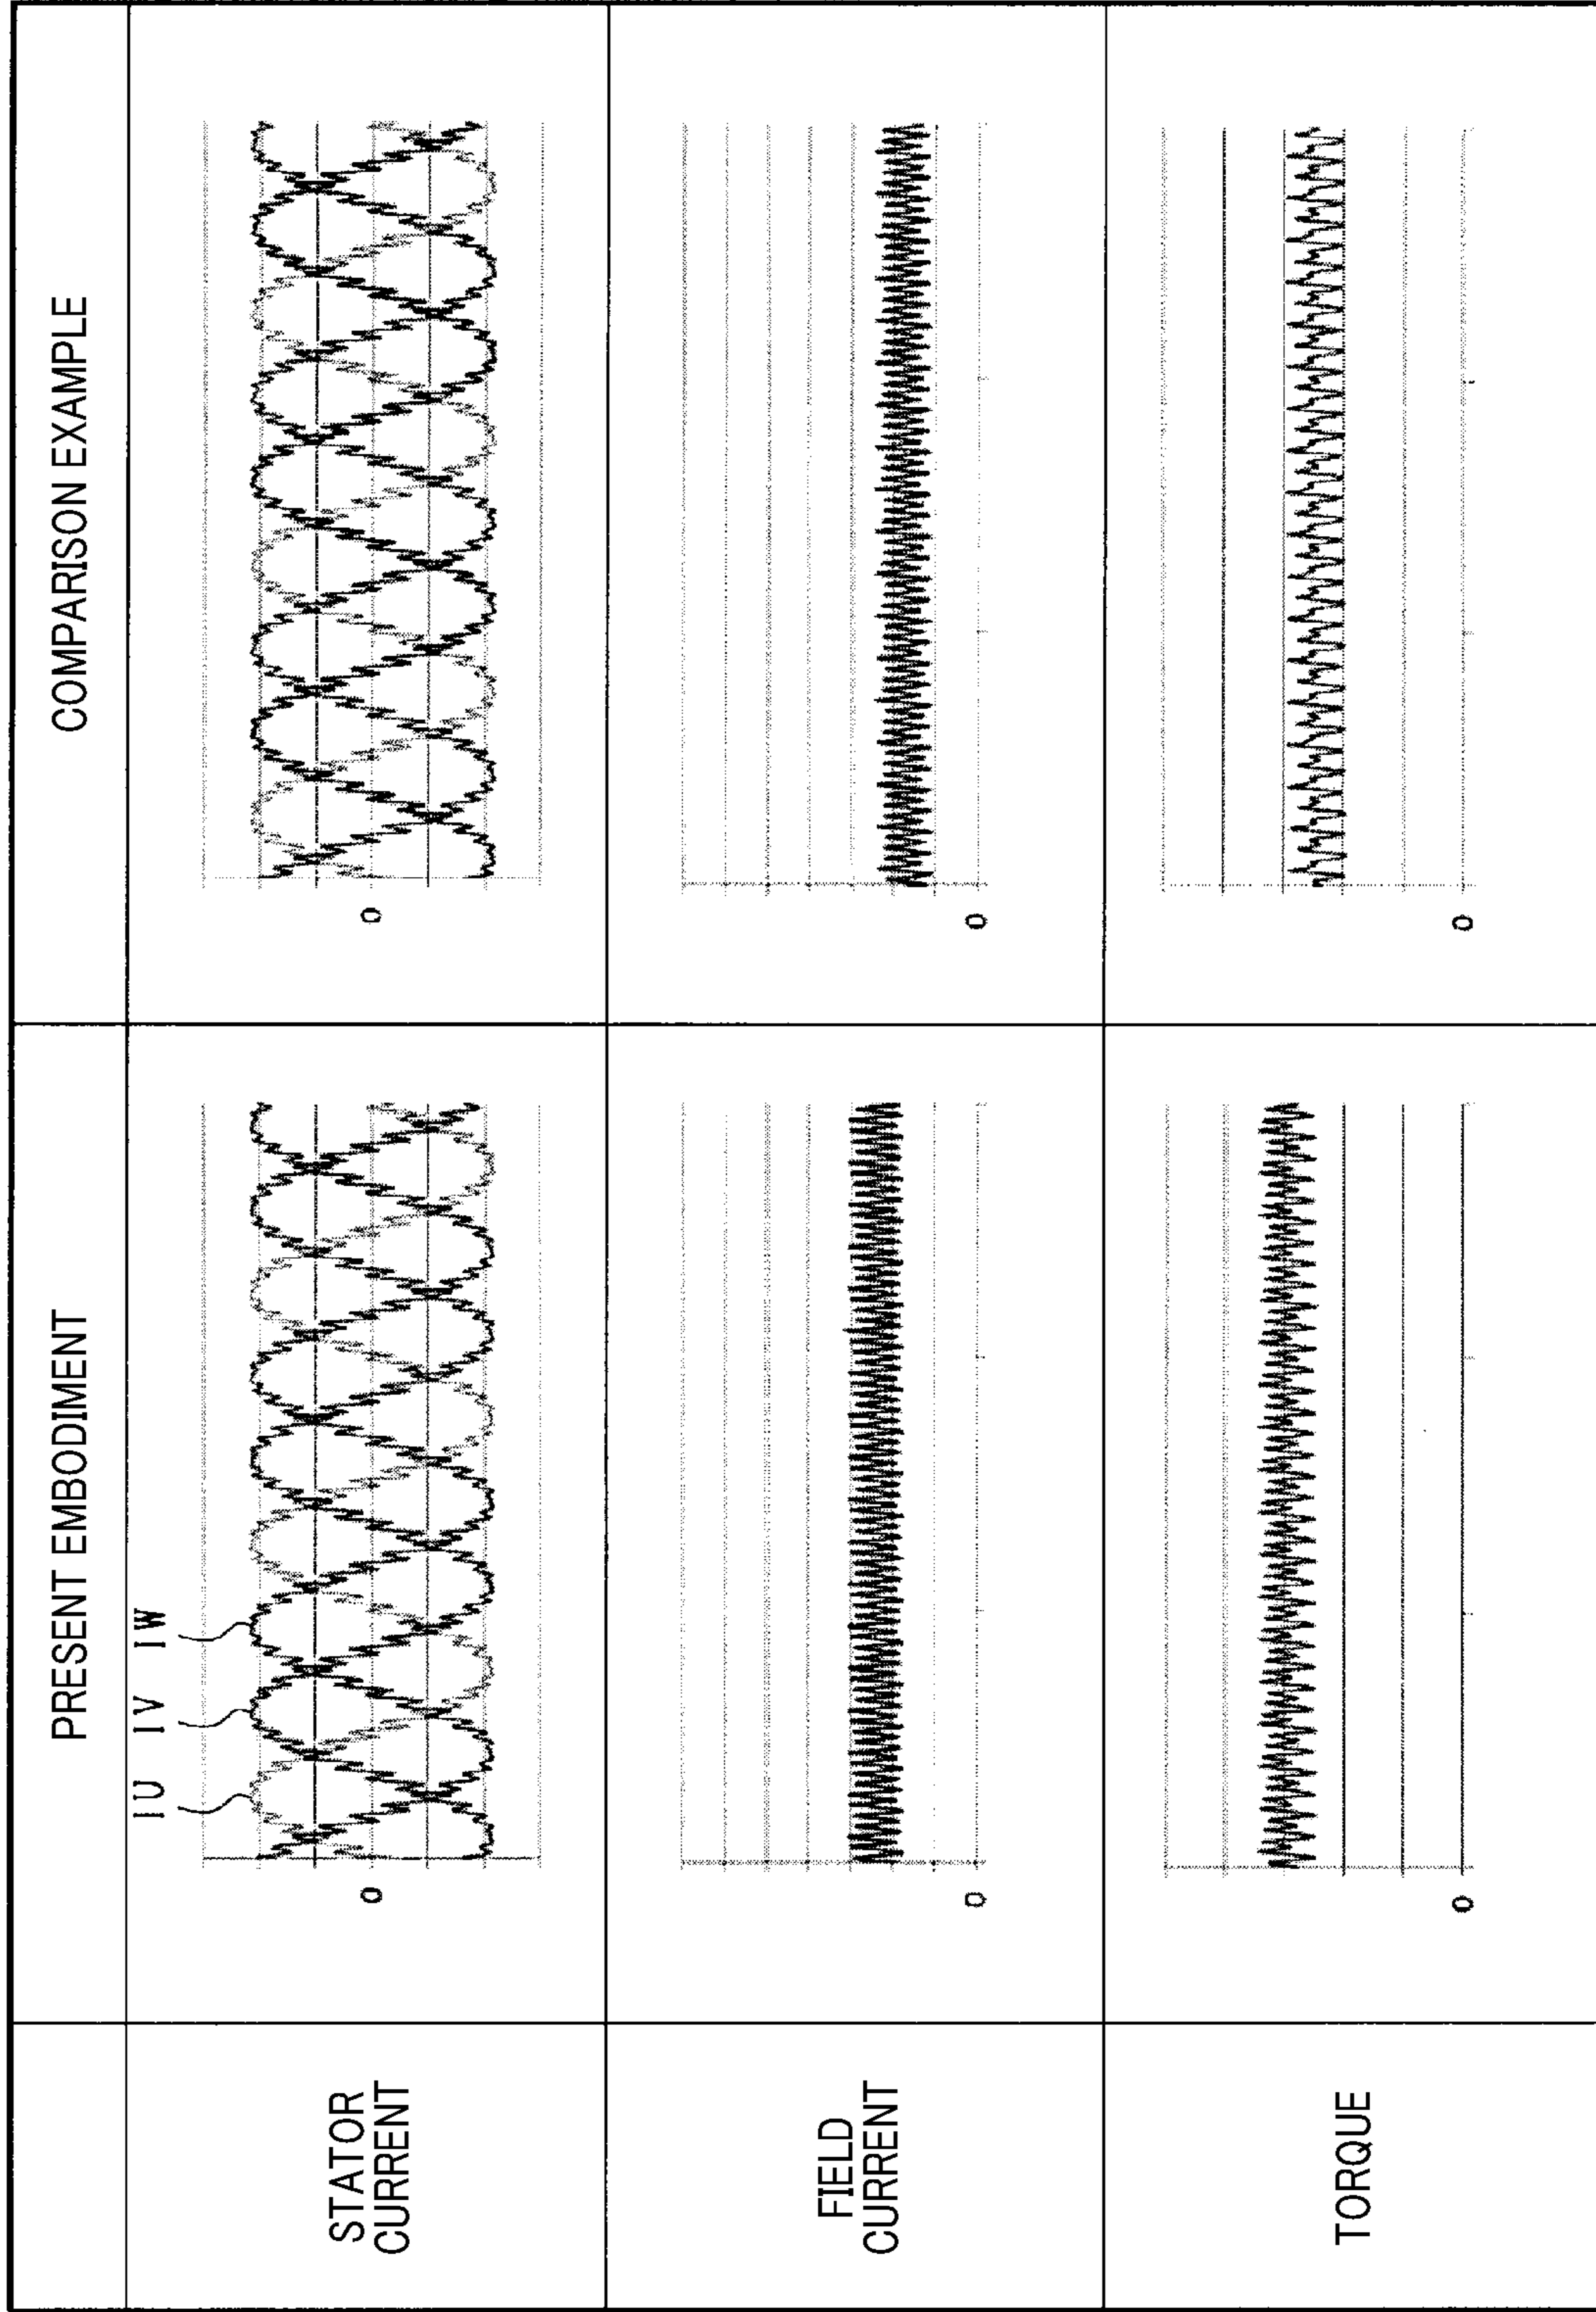 PRESENT EMBODIMENT
COMPARISON EXAMPLE
STATOR
CURRENT
IU
IV
IW
0
0
FIELD
CURRENT
0
0
TORQUE
0
0